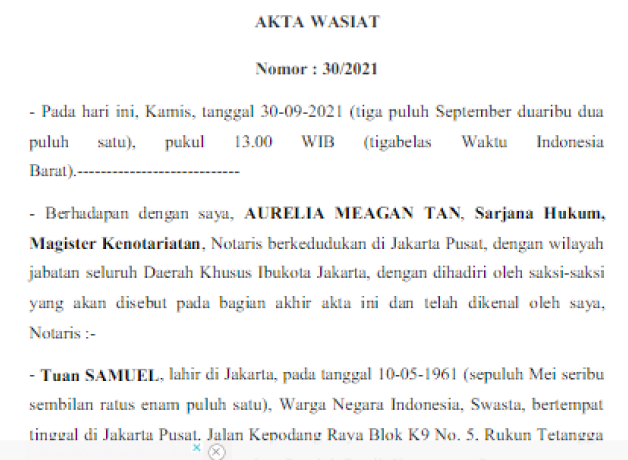 AKTA WASIAT
Nomor : 30/2021
- Pada hari ini, Kamis, tanggal 30-09-2021 (tiga puluh September duaribu dua
puluh satu), pukul 13.00 WIB (tigabelas Waktu Indonesia
Barat).----------------------------
- Berhadapan dengan saya, AURELIA MEAGAN TAN, Sarjana Hukum,
Magister Kenotariatan, Notaris berkedudukan di Jakarta Pusat, dengan wilayah
jabatan seluruh Daerah Khusus Ibukota Jakarta, dengan dihadiri oleh saksi-saksi
yang akan disebut pada bagian akhir akta ini dan telah dikenal oleh saya,
Notaris :-
- Tuan SAMUEL, lahir di Jakarta, pada tanggal 10-05-1961 (sepuluh Mei seribu
sembilan ratus enam puluh satu), Warga Negara Indonesia, Swasta, bertempat
tinggal di Jakarta Pusat, Jalan Kepodang Raya Blok K9 No. 5, Rukun Tetangga